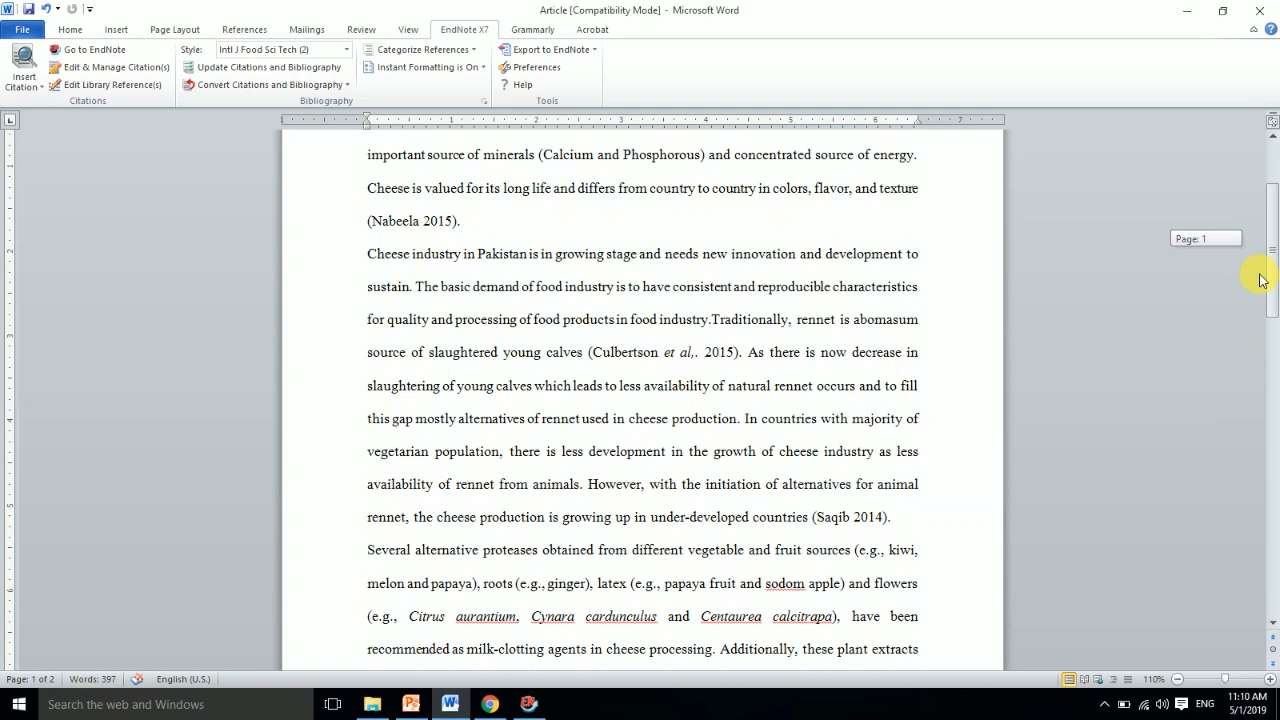 Article [Compatibility Mode] - Microsoft Word
File Home Insert Page Layout References Mailings Review View EndNote X7 Grammarly Acrobat
Insert Citation
Go to EndNote
Edit & Manage Citation(s)
Edit Library Reference(s)
Citations
Style: Intl J Food Sci Tech (2)
Update Citations and Bibliography
Convert Citations and Bibliography
Categorize References
Instant Formatting is On
Bibliography
Export to EndNote
Preferences
Help
Tools
1 1 2 3 4 5 6 7
important source of minerals (Calcium and Phosphorous) and concentrated source of energy.
Cheese is valued for its long life and differs from country to country in colors, flavor, and texture
(Nabeela 2015).
Page: 1
Cheese industry in Pakistan is in growing stage and needs new innovation and development to
sustain. The basic demand of food industry is to have consistent and reproducible characteristics
for quality and processing of food products in food industry.Traditionally, rennet is abomasum
source of slaughtered young calves (Culbertson et al,. 2015). As there is now decrease in
slaughtering of young calves which leads to less availability of natural rennet occurs and to fill
this gap mostly alternatives of rennet used in cheese production. In countries with majority of
vegetarian population, there is less development in the growth of cheese industry as less
availability of rennet from animals. However, with the initiation of alternatives for animal
rennet, the cheese production is growing up in under-developed countries (Saqib 2014).
Several alternative proteases obtained from different vegetable and fruit sources (e.g., kiwi,
melon and papaya), roots (e.g., ginger), latex (e.g., papaya fruit and sodom apple) and flowers
(e.g., Citrus aurantium, Cynara cardunculus and Centaurea calcitrapa), have been
recommended as milk-clotting agents in cheese processing. Additionally, these plant extracts
1
2
3
4
5
6
Page: 1 of 2 Words: 397 English (U.S.) 110%
Search the web and Windows
ENG
11:10 AM
5/1/2019